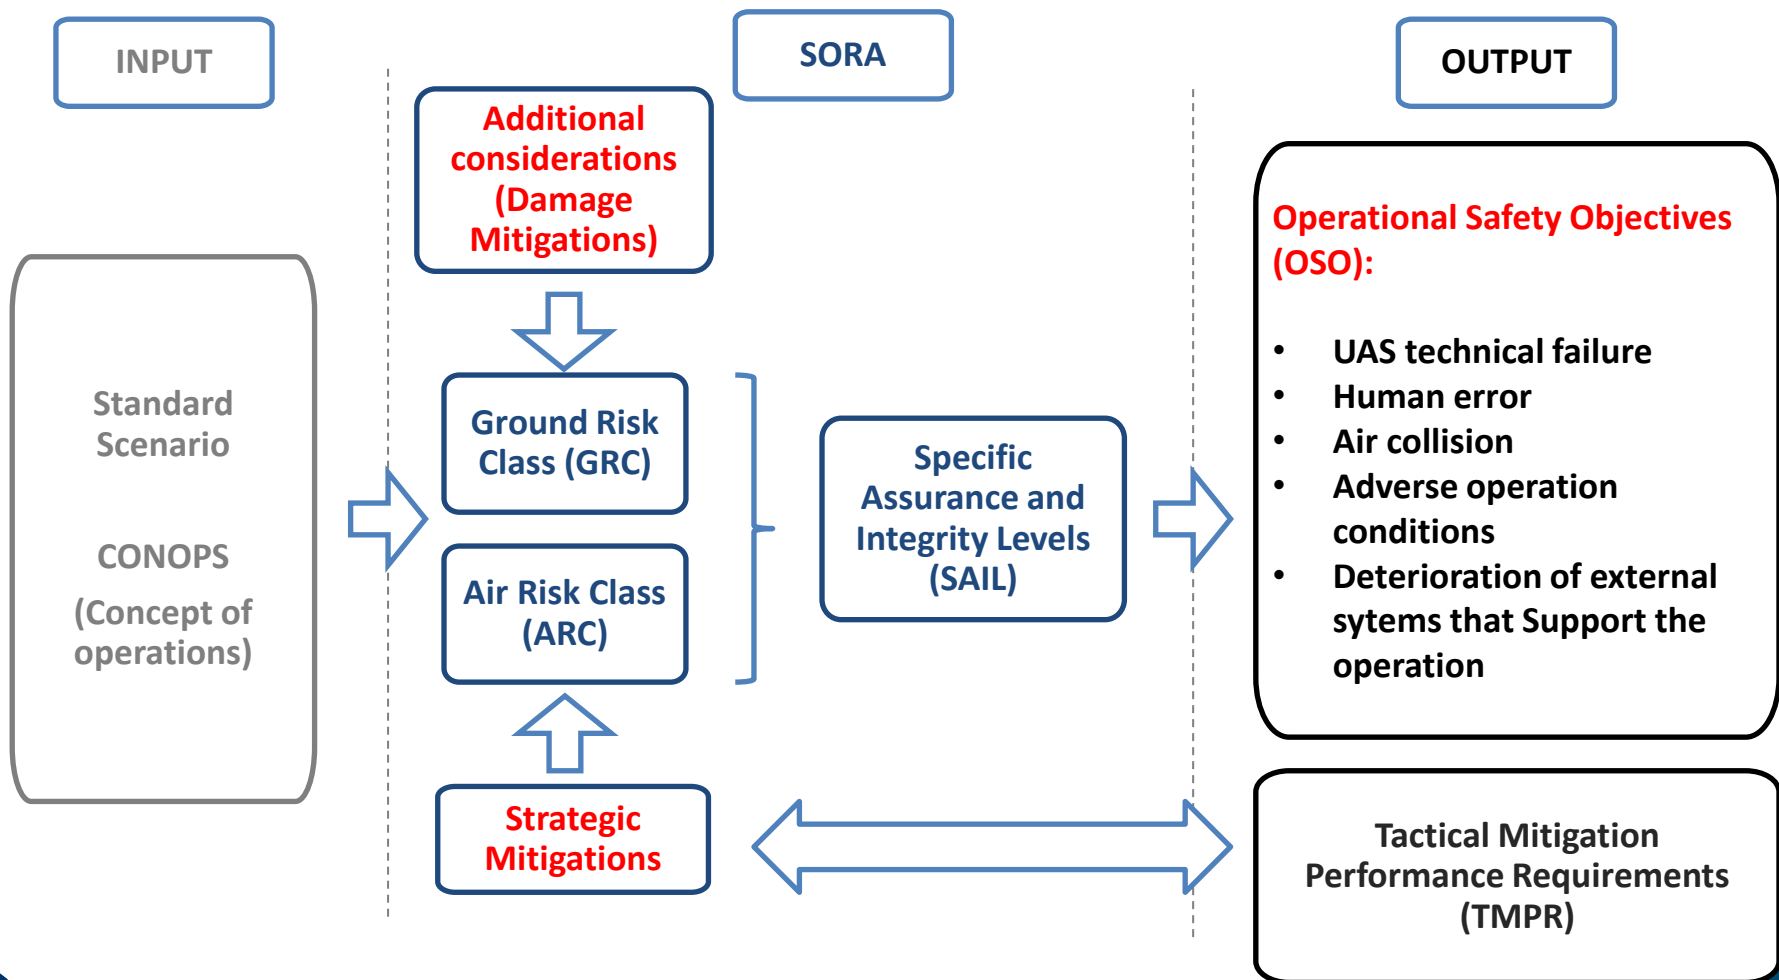 INPUT
SORA
OUTPUT
Standard
Scenario
CONOPS
(Concept of
operations)
Additional
considerations
(Damage
Mitigations)
Ground Risk
Class (GRC)
Air Risk Class
(ARC)
Strategic
Mitigations
Specific
Assurance and
Integrity Levels
(SAIL)
Operational Safety Objectives
(OSO):
• UAS technical failure
• Human error
• Air collision
• Adverse operation
conditions
• Deterioration of external
sytems that Support the
operation
Tactical Mitigation
Performance Requirements
(TMPR)